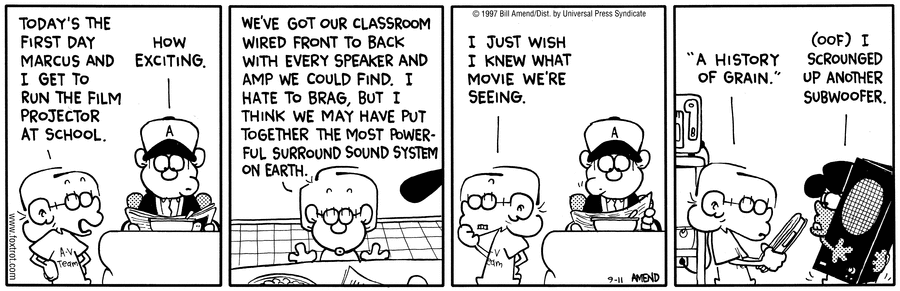 TODAY'S THE
FIRST DAY
MARCUS AND
I GET TO
RUN THE FILM
PROJECTOR
AT SCHOOL.
HOW
EXCITING.
A
A-V
TEAM
www.foxtrot.com
WE'VE GOT OUR CLASSROOM
WIRED FRONT TO BACK
WITH EVERY SPEAKER AND
AMP WE COULD FIND. I
HATE TO BRAG, BUT I
THINK WE MAY HAVE PUT
TOGETHER THE MOST POWER-
FUL SURROUND SOUND SYSTEM
ON EARTH.
© 1997 Bill Amend/Dist. by Universal Press Syndicate
I JUST WISH
I KNEW WHAT
MOVIE WE'RE
SEEING.
A
-V
am
9-11 AMEND
"A HISTORY
OF GRAIN."
(OOF) I
SCROUNGED
UP ANOTHER
SUBWOOFER.